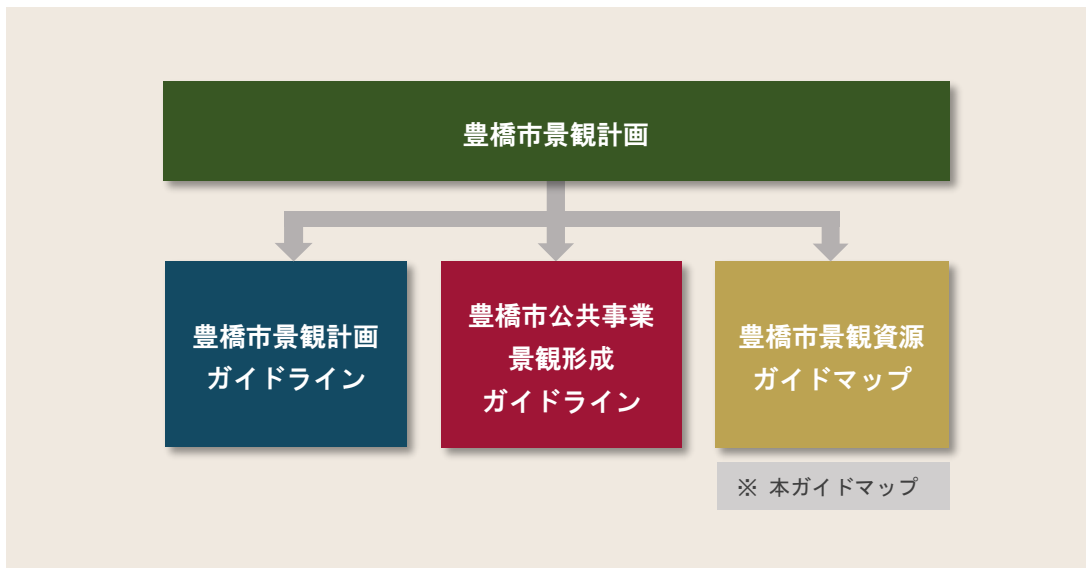 豊橋市景観計画
豊橋市景観計画
ガイドライン
豊橋市公共事業
景観形成
ガイドライン
豊橋市景観資源
ガイドマップ
※ 本ガイドマップ